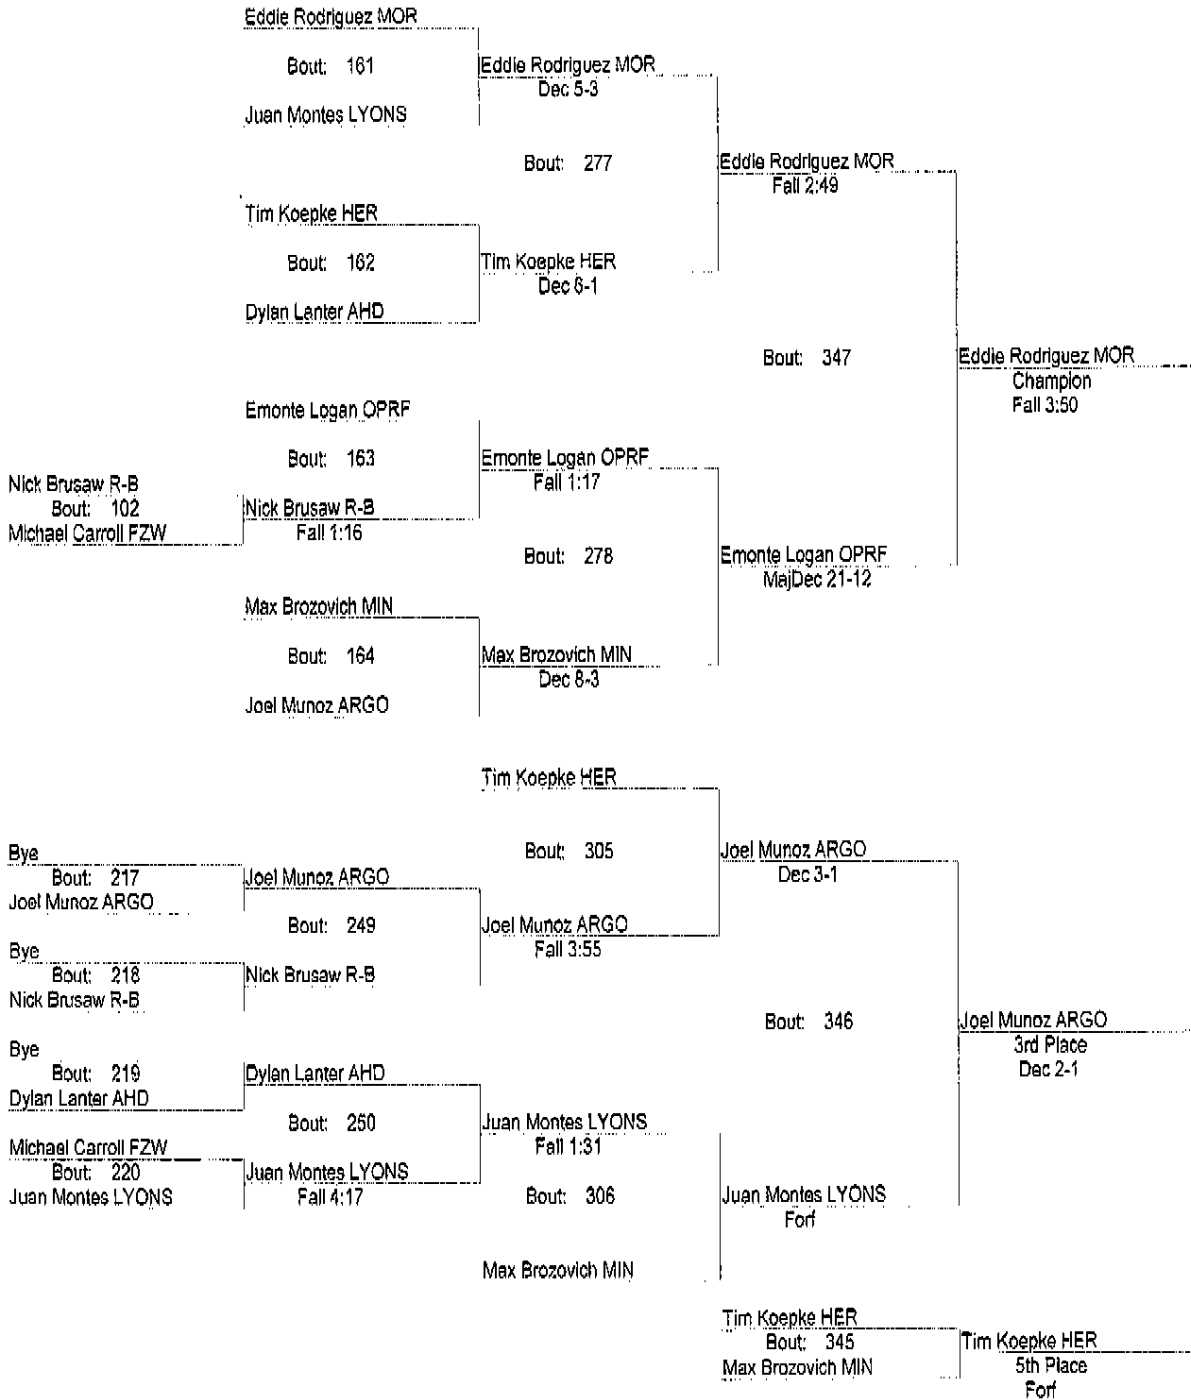 Eddie Rodriguez MOR
Bout: 161
Eddie Rodriguez MOR
Dec 5-3
Juan Montes LYONS
Bout: 277
Eddie Rodriguez MOR
Fall 2:49
Tim Koepke HER
Bout: 162
Tim Koepke HER
Dec 6-1
Dylan Lanter AHD
Bout: 347
Eddie Rodriguez MOR
Champion
Fall 3:50
Emonte Logan OPRF
Bout: 163
Emonte Logan OPRF
Fall 1:17
Nick Brusaw R-B
Bout: 102
Michael Carroll FZW
Nick Brusaw R-B
Fall 1:16
Bout: 278
Emonte Logan OPRF
MajDec 21-12
Max Brozovich MIN
Bout: 164
Max Brozovich MIN
Dec 8-3
Joel Munoz ARGO
Tim Koepke HER
Bout: 305
Joel Munoz ARGO
Dec 3-1
Bye
Bout: 217
Joel Munoz ARGO
Joel Munoz ARGO
Bout: 249
Joel Munoz ARGO
Fall 3:55
Bye
Bout: 218
Nick Brusaw R-B
Nick Brusaw R-B
Bout: 346
Joel Munoz ARGO
3rd Place
Dec 2-1
Bye
Bout: 219
Dylan Lanter AHD
Dylan Lanter AHD
Bout: 250
Juan Montes LYONS
Fall 1:31
Michael Carroll FZW
Bout: 220
Juan Montes LYONS
Juan Montes LYONS
Fall 4:17
Bout: 306
Juan Montes LYONS
Forf
Max Brozovich MIN
Tim Koepke HER
Bout: 345
Max Brozovich MIN
Tim Koepke HER
5th Place
Forf